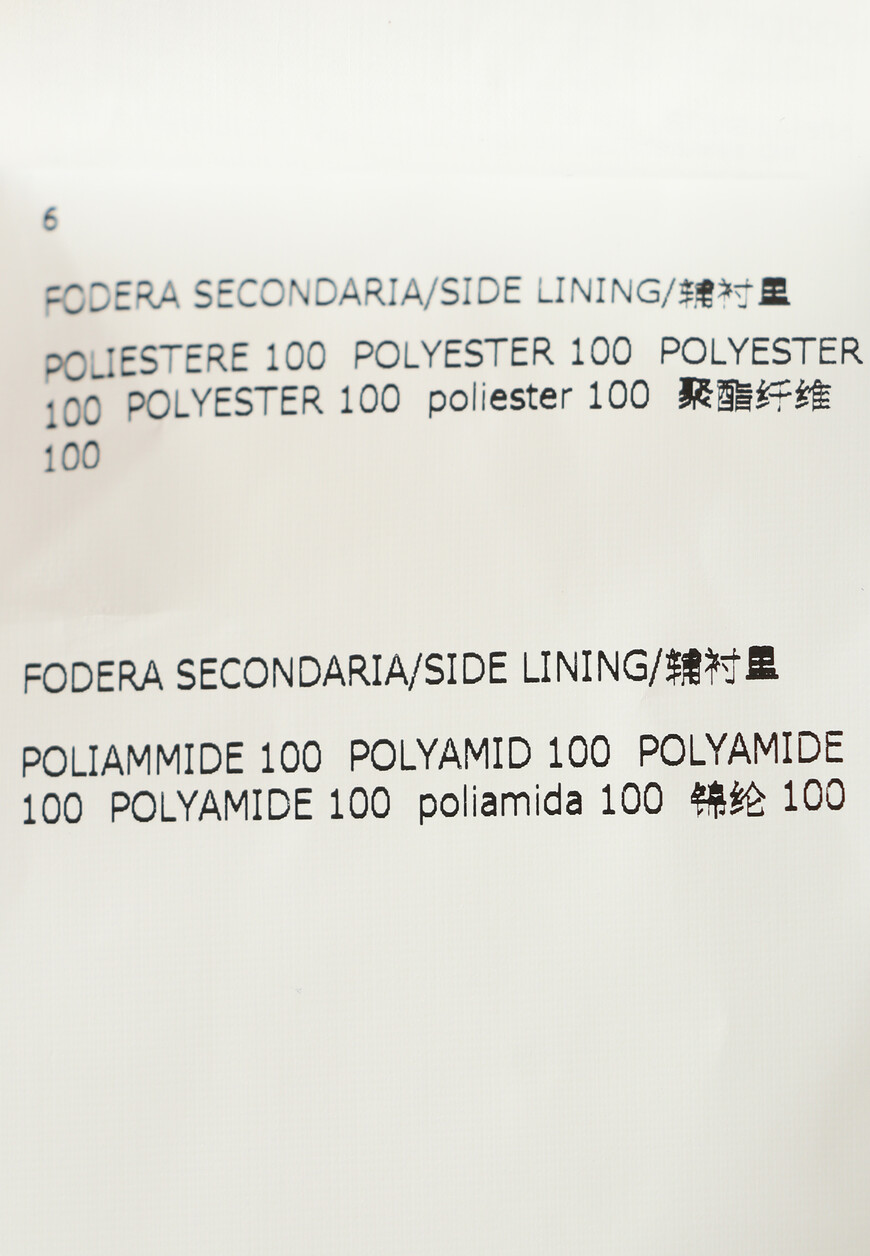 6
FODERA SECONDARIA/SIDE LINING/辅衬里
POLIESTERE 100 POLYESTER 100 POLYESTER
100 POLYESTER 100 poliester 100 聚酯纤维
100
FODERA SECONDARIA/SIDE LINING/辅衬里
POLIAMMIDE 100 POLYAMID 100 POLYAMIDE
100 POLYAMIDE 100 poliamida 100 锦纶 100